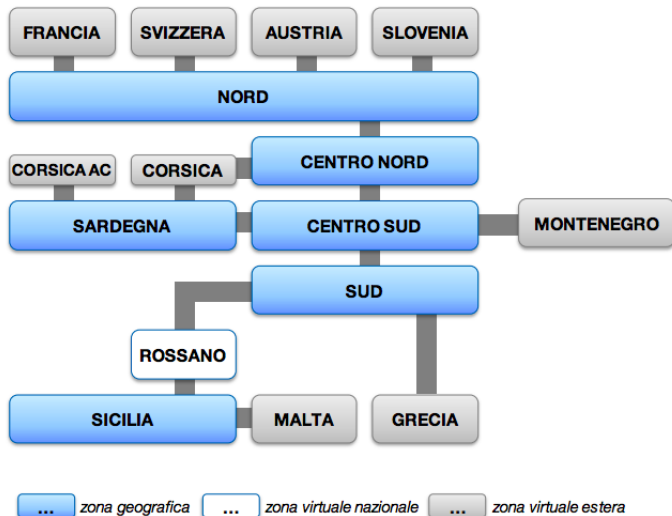 FRANCIA
SVIZZERA
AUSTRIA
SLOVENIA
NORD
CENTRO NORD
CORSICA AC
CORSICA
SARDEGNA
CENTRO SUD
MONTENEGRO
SUD
ROSSANO
SICILIA
MALTA
GRECIA
... zona geografica
... zona virtuale nazionale
... zona virtuale estera